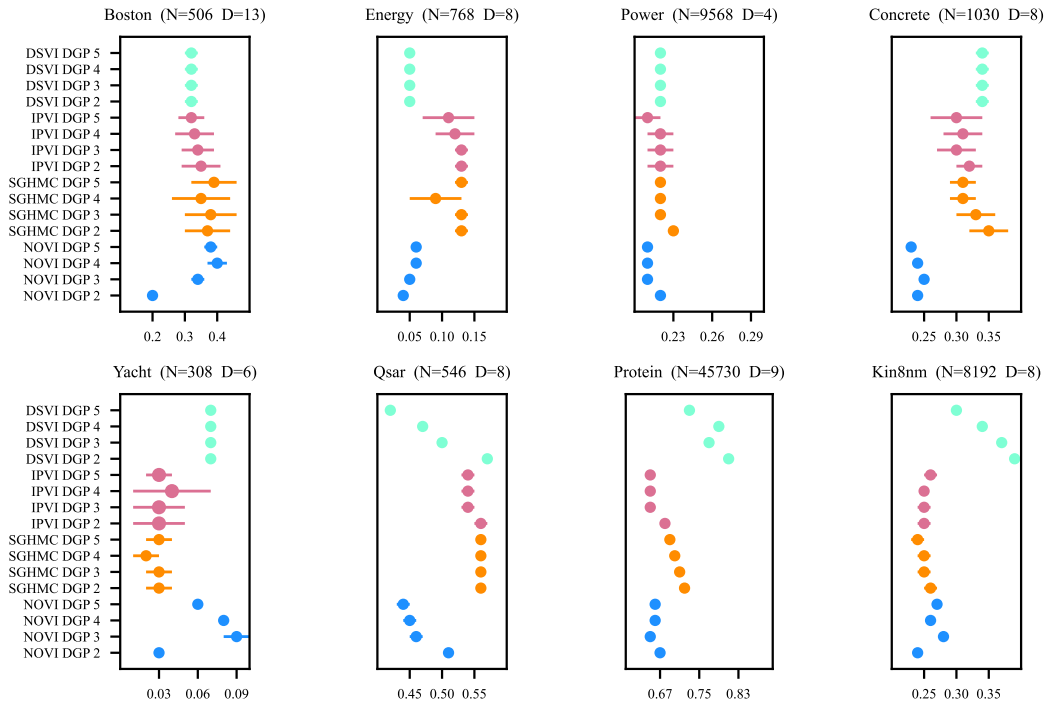 Boston (N=506 D=13)
Energy (N=768 D=8)
Power (N=9568 D=4)
Concrete (N=1030 D=8)
DSVI DGP 5
DSVI DGP 4
DSVI DGP 3
DSVI DGP 2
IPVI DGP 5
IPVI DGP 4
IPVI DGP 3
IPVI DGP 2
SGHMC DGP 5
SGHMC DGP 4
SGHMC DGP 3
SGHMC DGP 2
NOVI DGP 5
NOVI DGP 4
NOVI DGP 3
NOVI DGP 2
0.2 0.3 0.4
0.05 0.10 0.15
0.23 0.26 0.29
0.25 0.30 0.35
Yacht (N=308 D=6)
Qsar (N=546 D=8)
Protein (N=45730 D=9)
Kin8nm (N=8192 D=8)
DSVI DGP 5
DSVI DGP 4
DSVI DGP 3
DSVI DGP 2
IPVI DGP 5
IPVI DGP 4
IPVI DGP 3
IPVI DGP 2
SGHMC DGP 5
SGHMC DGP 4
SGHMC DGP 3
SGHMC DGP 2
NOVI DGP 5
NOVI DGP 4
NOVI DGP 3
NOVI DGP 2
0.03 0.06 0.09
0.45 0.50 0.55
0.67 0.75 0.83
0.25 0.30 0.35